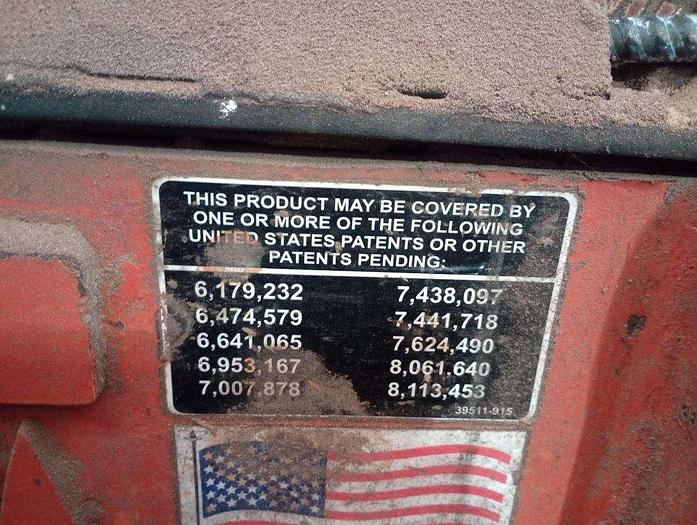 THIS PRODUCT MAY BE COVERED BY
ONE OR MORE OF THE FOLLOWING
UNITED STATES PATENTS OR OTHER
PATENTS PENDING:
6,179,232 7,438,097
6,474,579 7,441,718
6,641,065 7,624,490
6,953,167 8,061,640
7,007,878 8,113,453
39511-915